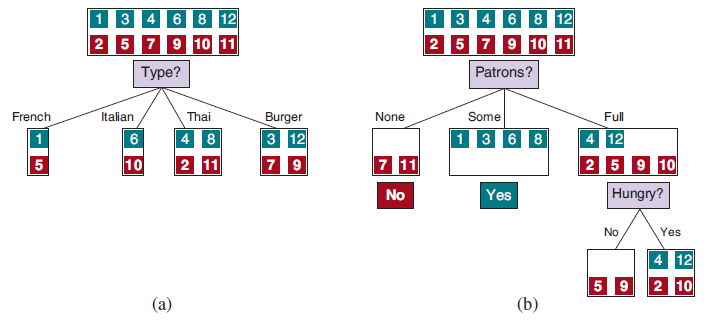 1 3 4 6 8 12
2 5 7 9 10 11
Type?
French Italian Thai Burger
1 6 4 8 3 12
5 10 2 11 7 9
(a)
1 3 4 6 8 12
2 5 7 9 10 11
Patrons?
None Some Full
1 3 6 8 4 12
7 11 2 5 9 10
No Yes Hungry?
No Yes
4 12
5 9 2 10
(b)